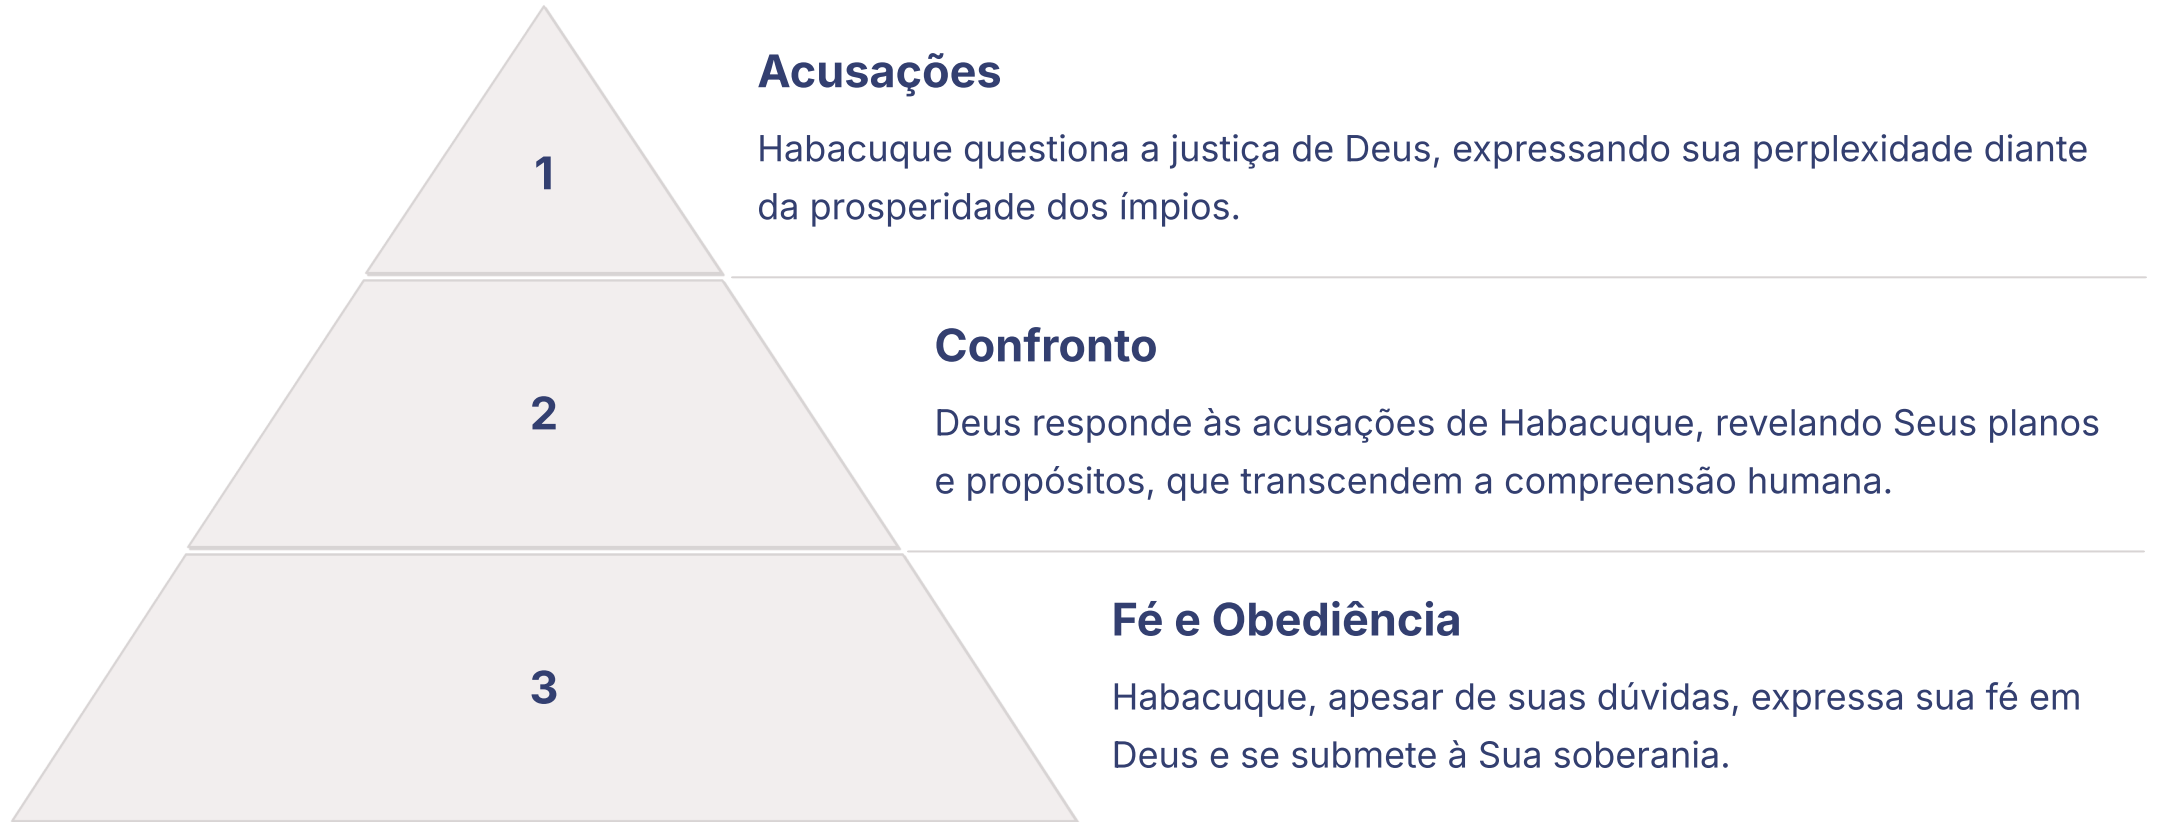 Acusações
1
Habacuque questiona a justiça de Deus, expressando sua perplexidade diante
da prosperidade dos ímpios.
Confronto
2
Deus responde às acusações de Habacuque, revelando Seus planos
e propósitos, que transcendem a compreensão humana.
Fé e Obediência
3
Habacuque, apesar de suas dúvidas, expressa sua fé em
Deus e se submete à Sua soberania.